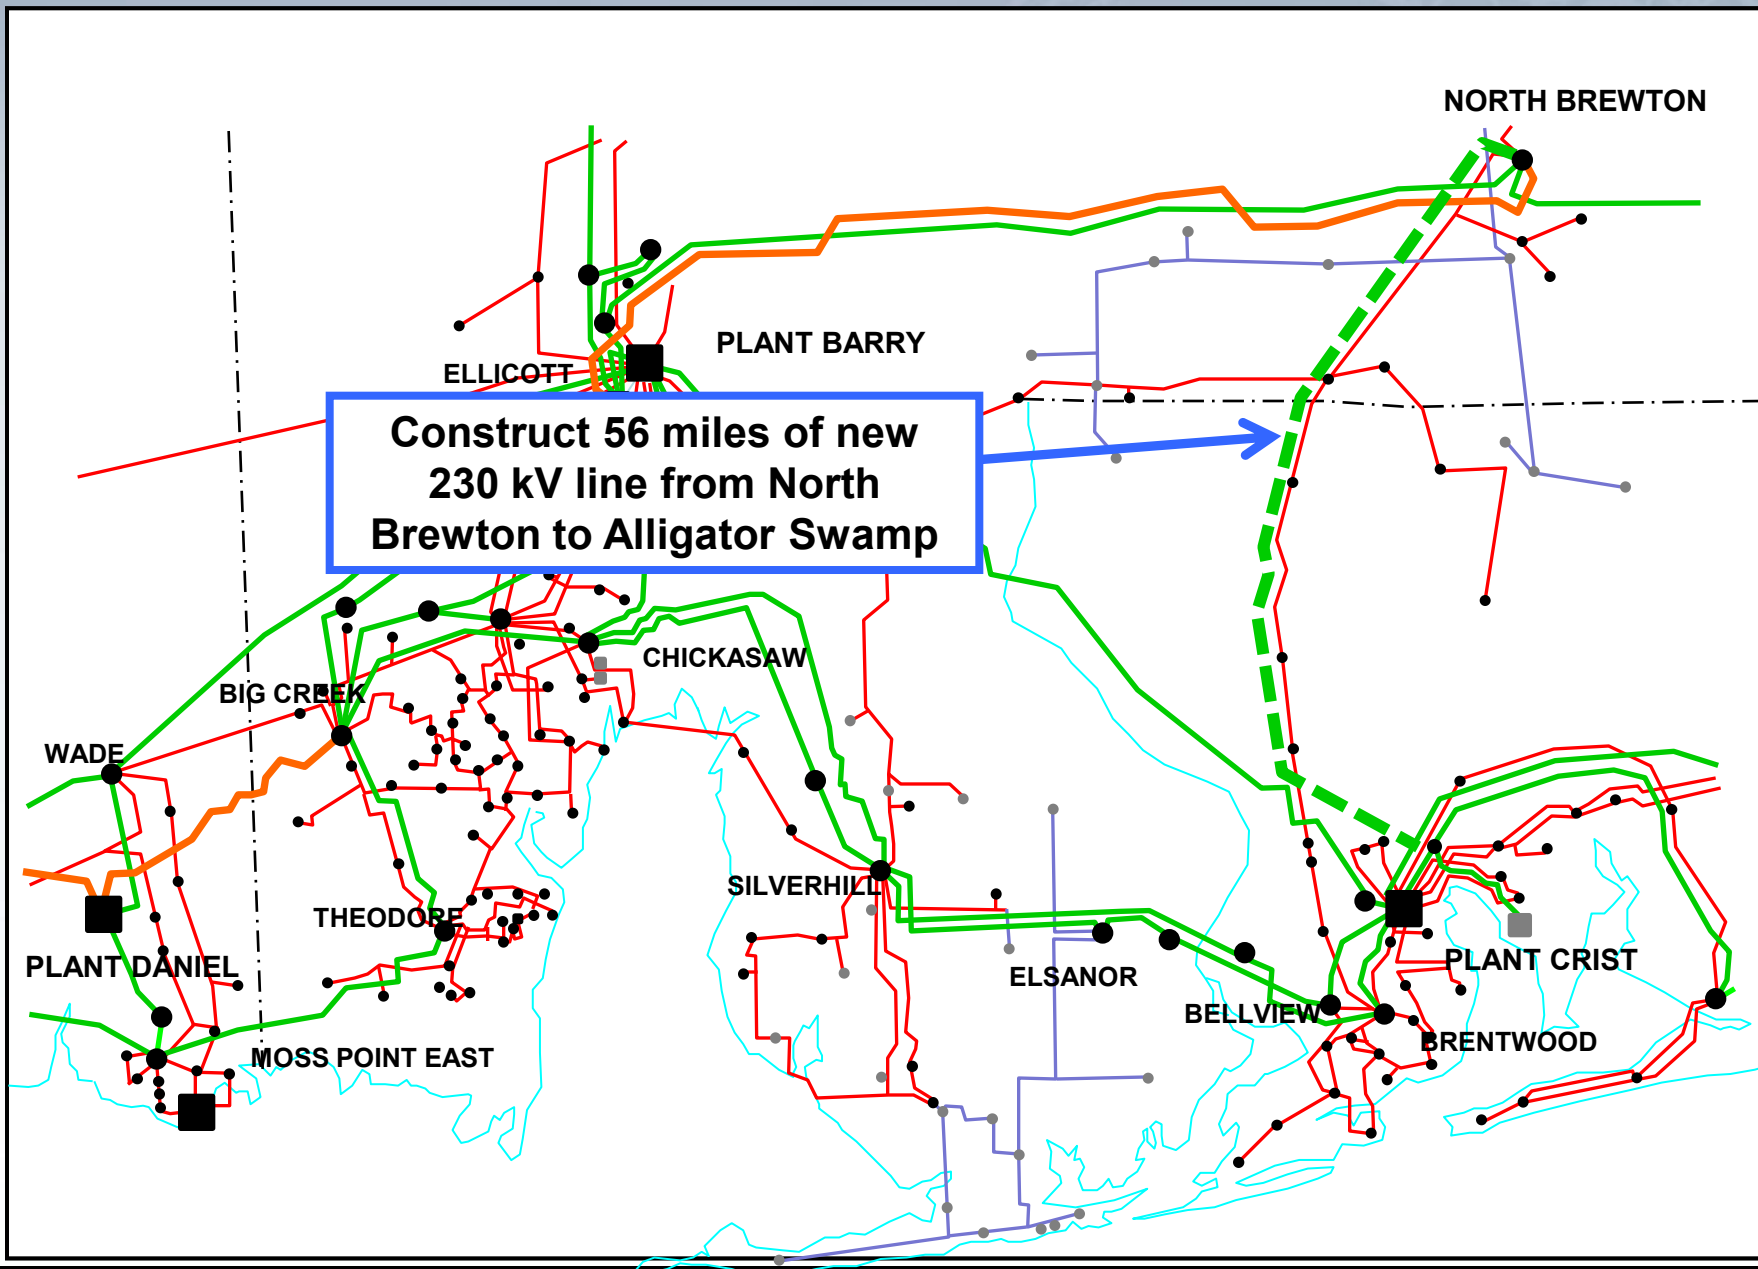 NORTH BREWTON
PLANT BARRY
ELLICOTT
Construct 56 miles of new
230 kV line from North
Brewton to Alligator Swamp
CHICKASAW
BIG CREEK
WADE
SILVERHILL
THEODORE
PLANT DANIEL
PLANT CRIST
ELSANOR
BELLVIEW
BRENTWOOD
MOSS POINT EAST